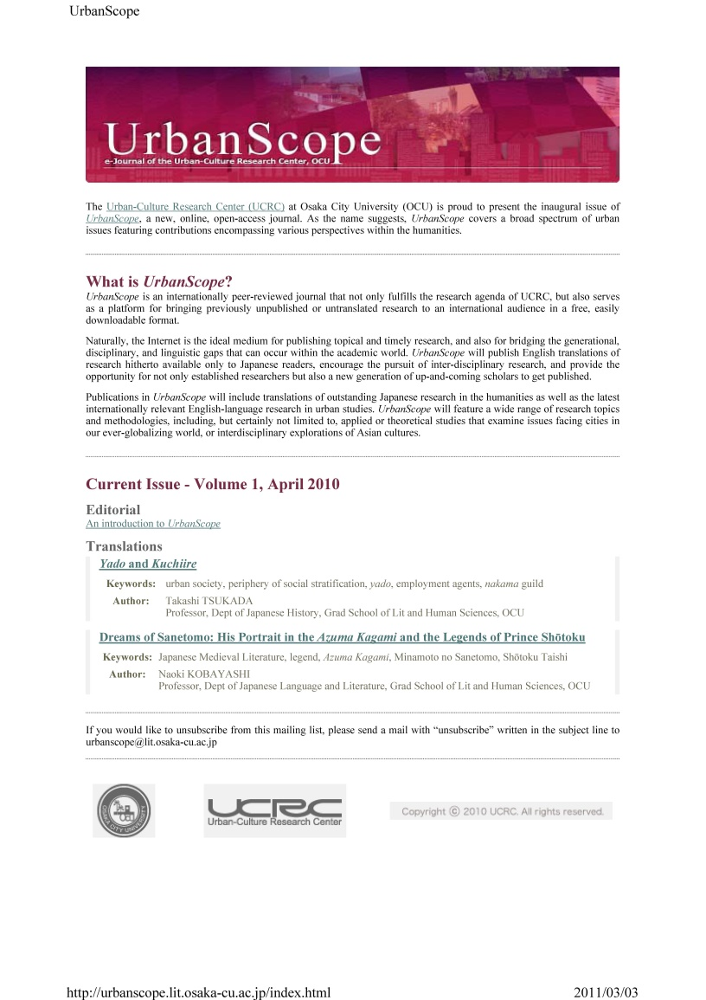 UrbanScope
UrbanScope
e-Journal of the Urban-Culture Research Center, OCU
The Urban-Culture Research Center (UCRC) at Osaka City University (OCU) is proud to present the inaugural issue of
UrbanScope, a new, online, open-access journal. As the name suggests, UrbanScope covers a broad spectrum of urban
issues featuring contributions encompassing various perspectives within the humanities.
What is UrbanScope?
UrbanScope is an internationally peer-reviewed journal that not only fulfills the research agenda of UCRC, but also serves
as a platform for bringing previously unpublished or untranslated research to an international audience in a free, easily
downloadable format.
Naturally, the Internet is the ideal medium for publishing topical and timely research, and also for bridging the generational,
disciplinary, and linguistic gaps that can occur within the academic world. UrbanScope will publish English translations of
research hitherto available only to Japanese readers, encourage the pursuit of inter-disciplinary research, and provide the
opportunity for not only established researchers but also a new generation of up-and-coming scholars to get published.
Publications in UrbanScope will include translations of outstanding Japanese research in the humanities as well as the latest
internationally relevant English-language research in urban studies. UrbanScope will feature a wide range of research topics
and methodologies, including, but certainly not limited to, applied or theoretical studies that examine issues facing cities in
our ever-globalizing world, or interdisciplinary explorations of Asian cultures.
Current Issue - Volume 1, April 2010
Editorial
An introduction to UrbanScope
Translations
Yado and Kuchiire
Keywords: urban society, periphery of social stratification, yado, employment agents, nakama guild
Author: Takashi TSUKADA
Professor, Dept of Japanese History, Grad School of Lit and Human Sciences, OCU
Dreams of Sanetomo: His Portrait in the Azuma Kagami and the Legends of Prince Shōtoku
Keywords: Japanese Medieval Literature, legend, Azuma Kagami, Minamoto no Sanetomo, Shōtoku Taishi
Author: Naoki KOBAYASHI
Professor, Dept of Japanese Language and Literature, Grad School of Lit and Human Sciences, OCU
If you would like to unsubscribe from this mailing list, please send a mail with “unsubscribe” written in the subject line to
urbanscope@lit.osaka-cu.ac.jp
OSAKA CITY UNIVERSITY
UCRC
Urban-Culture Research Center
Copyright © 2010 UCRC. All rights reserved.
http://urbanscope.lit.osaka-cu.ac.jp/index.html 2011/03/03